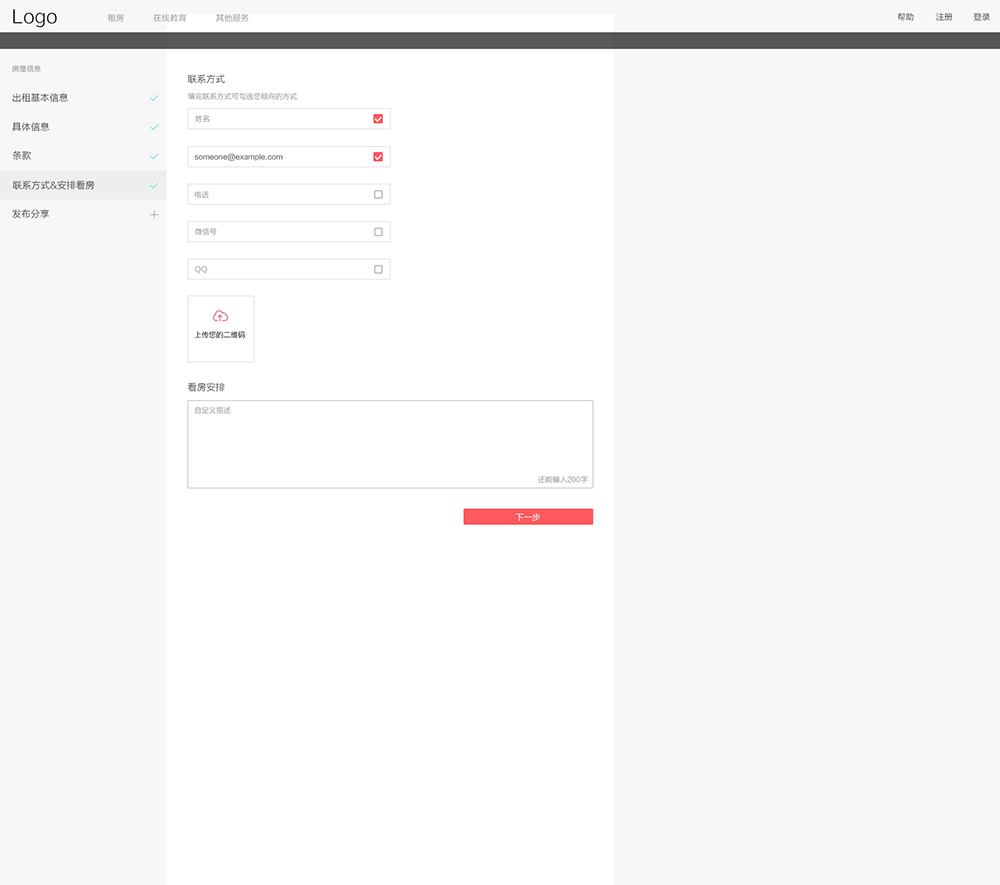 Logo
租房 在线教育 其他服务
帮助 注册 登录
房屋信息
出租基本信息
具体信息
条款
联系方式&安排看房
发布分享
联系方式
填完联系方式可勾选您倾向的方式
姓名
someone@example.com
电话
微信号
QQ
上传您的二维码
看房安排
自定义描述
还能输入200字
下一步